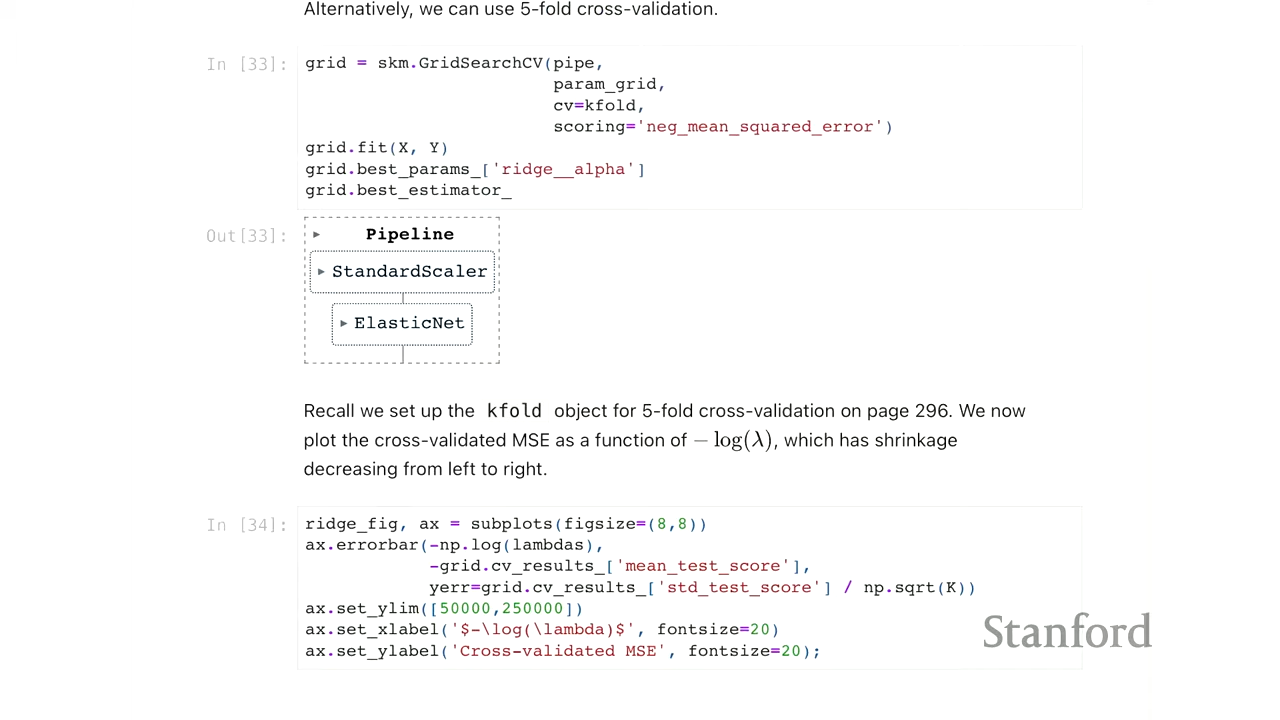 Alternatively, we can use 5-fold cross-validation.
In [33]:
grid = skm.GridSearchCV(pipe,
                        param_grid,
                        cv=kfold,
                        scoring='neg_mean_squared_error')
grid.fit(X, Y)
grid.best_params_['ridge__alpha']
grid.best_estimator_
Out[33]:
▸ Pipeline
▸ StandardScaler
▸ ElasticNet
Recall we set up the kfold object for 5-fold cross-validation on page 296. We now
plot the cross-validated MSE as a function of − log(λ), which has shrinkage
decreasing from left to right.
In [34]:
ridge_fig, ax = subplots(figsize=(8,8))
ax.errorbar(-np.log(lambdas),
            -grid.cv_results_['mean_test_score'],
            yerr=grid.cv_results_['std_test_score'] / np.sqrt(K))
ax.set_ylim([50000,250000])
ax.set_xlabel('$-\log(\lambda)$', fontsize=20)
ax.set_ylabel('Cross-validated MSE', fontsize=20);
Stanford